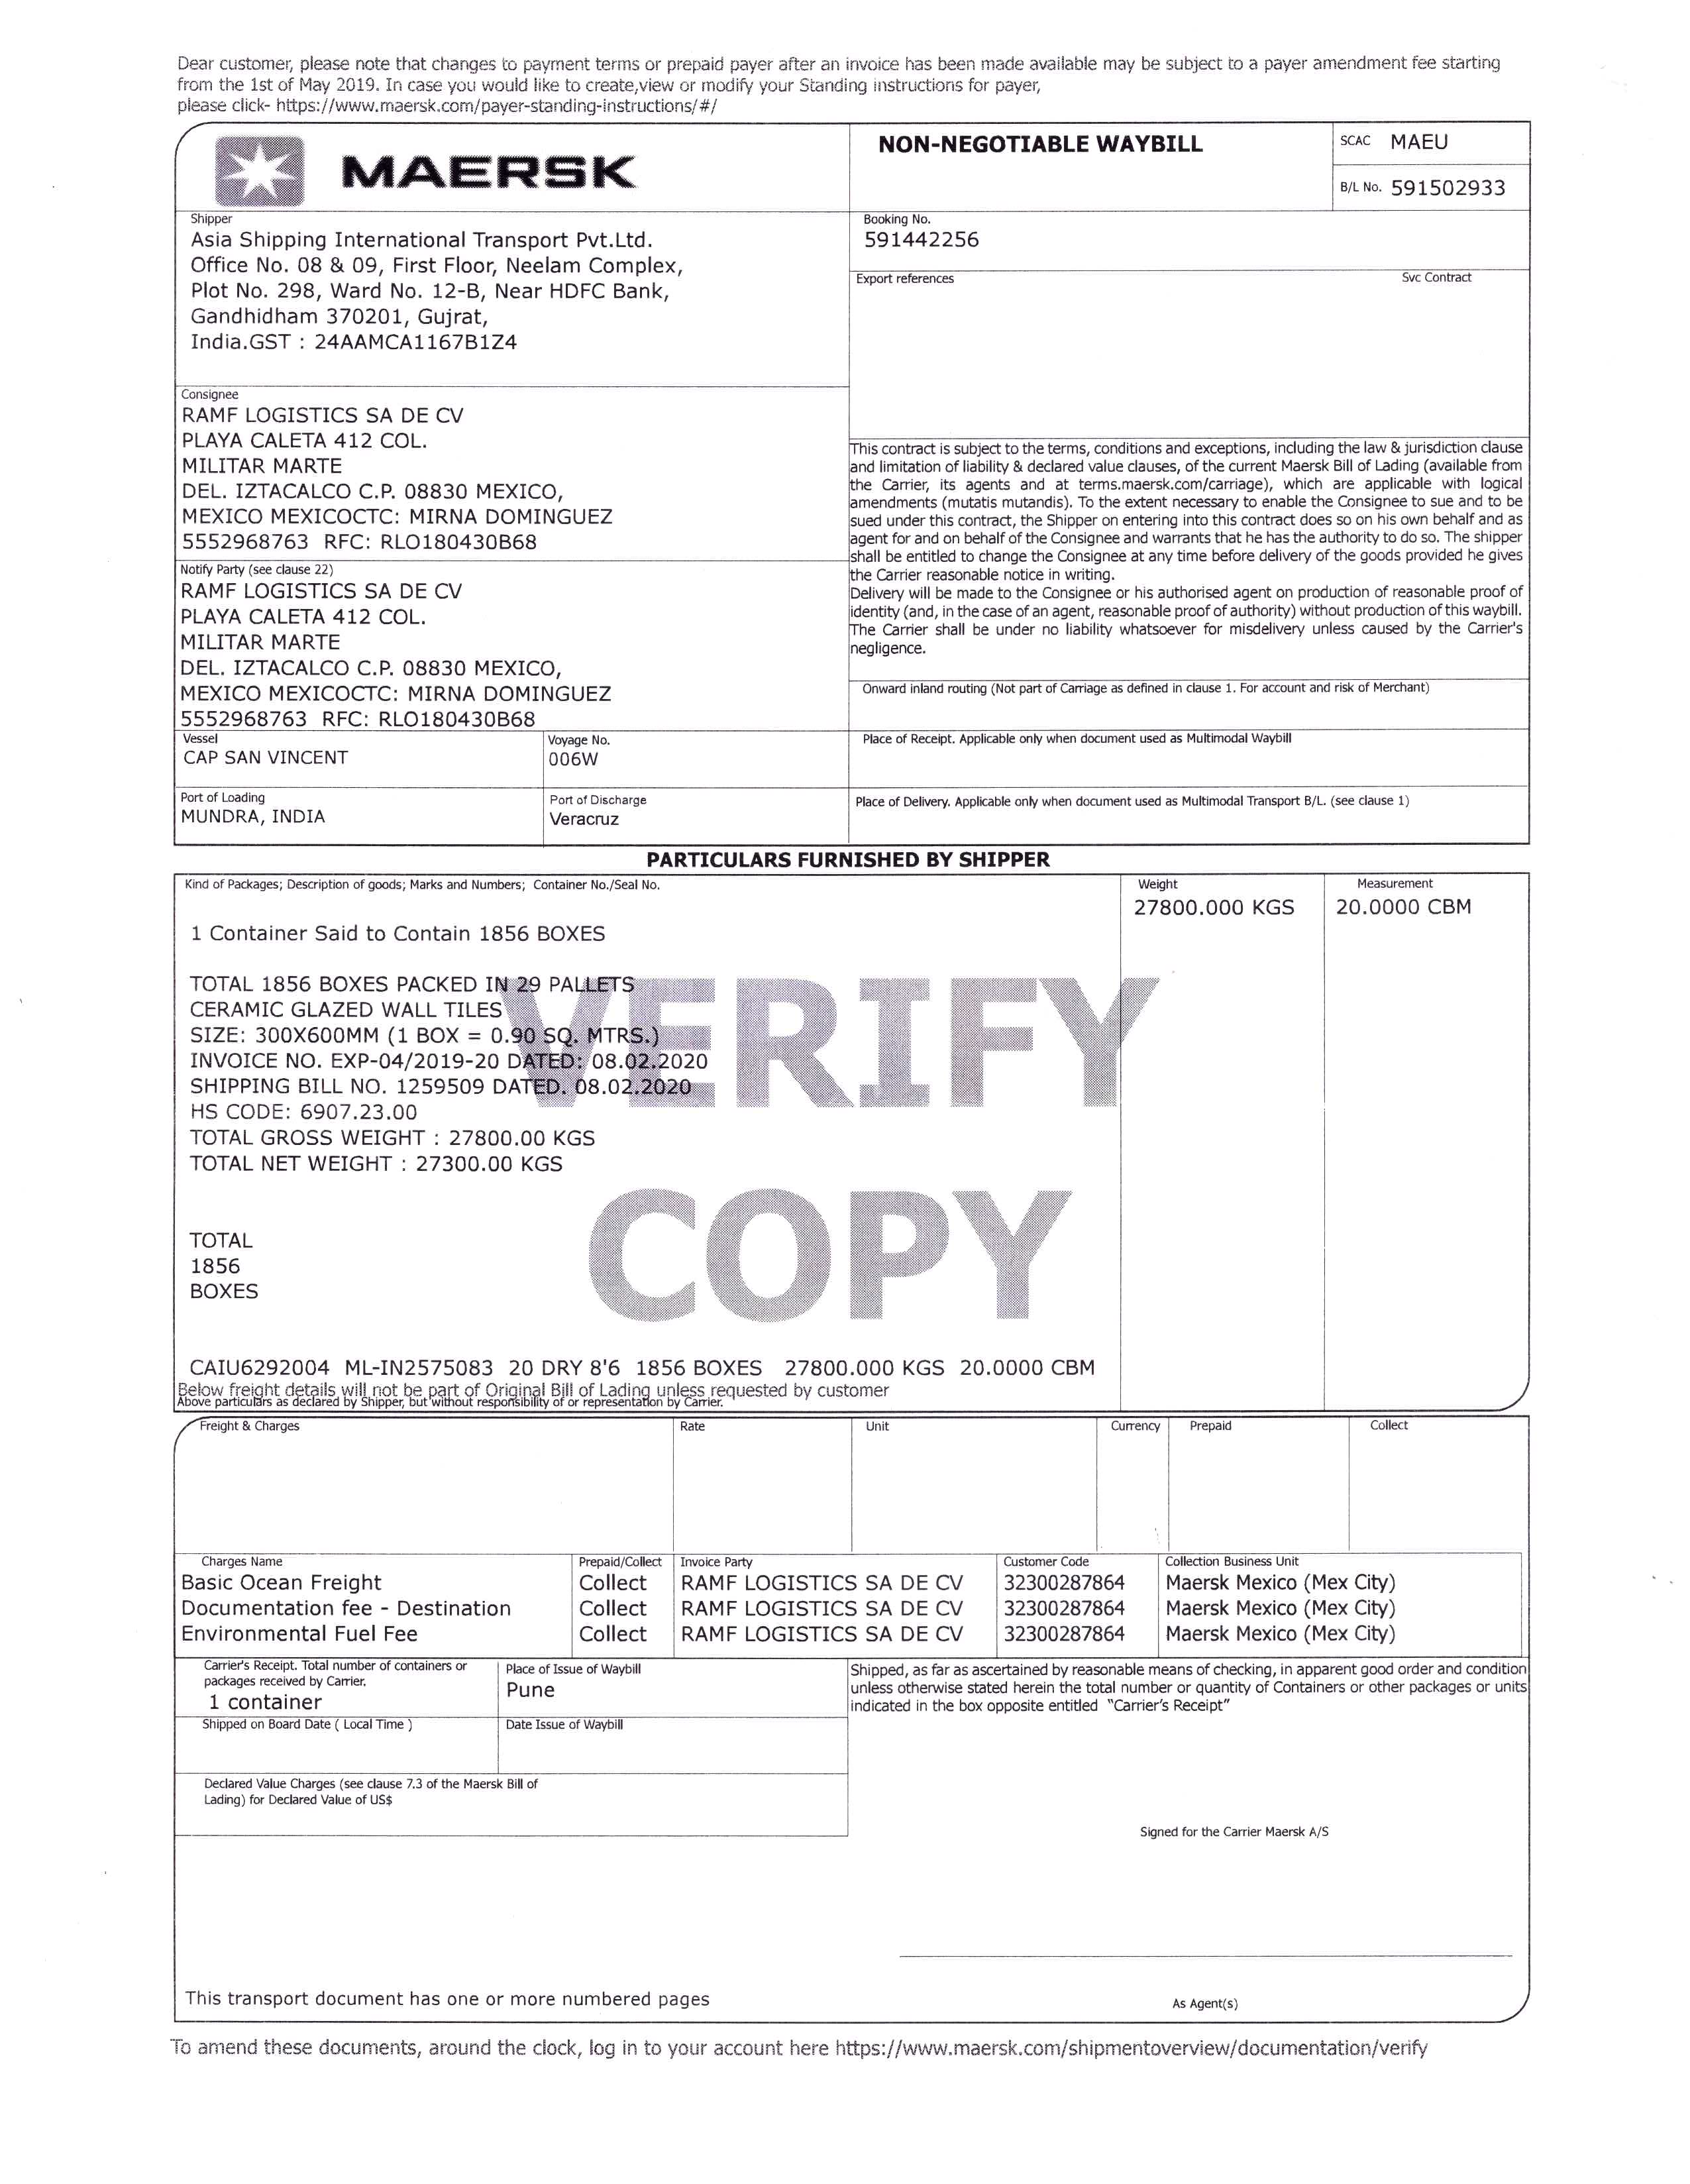 Dear customer, please note that changes to payment terms or prepaid payer after an invoice has been made available may be subject to a payer amendment fee starting
from the 1st of May 2019. In case you would like to create,view or modify your Standing instructions for payer,
please click- https://www.maersk.com/payer-standing-instructions/#/
MAERSK
NON-NEGOTIABLE WAYBILL
SCAC MAEU
B/L No. 591502933
Shipper
Asia Shipping International Transport Pvt.Ltd.
Office No. 08 & 09, First Floor, Neelam Complex,
Plot No. 298, Ward No. 12-B, Near HDFC Bank,
Gandhidham 370201, Gujrat,
India.GST : 24AAMCA1167B1Z4
Booking No.
591442256
Export references Svc Contract
Consignee
RAMF LOGISTICS SA DE CV
PLAYA CALETA 412 COL.
MILITAR MARTE
DEL. IZTACALCO C.P. 08830 MEXICO,
MEXICO MEXICOCTC: MIRNA DOMINGUEZ
5552968763 RFC: RLO180430B68
This contract is subject to the terms, conditions and exceptions, including the law & jurisdiction clause
and limitation of liability & declared value clauses, of the current Maersk Bill of Lading (available from
the Carrier, its agents and at terms.maersk.com/carriage), which are applicable with logical
amendments (mutatis mutandis). To the extent necessary to enable the Consignee to sue and to be
sued under this contract, the Shipper on entering into this contract does so on his own behalf and as
agent for and on behalf of the Consignee and warrants that he has the authority to do so. The shipper
shall be entitled to change the Consignee at any time before delivery of the goods provided he gives
the Carrier reasonable notice in writing.
Delivery will be made to the Consignee or his authorised agent on production of reasonable proof of
identity (and, in the case of an agent, reasonable proof of authority) without production of this waybill.
The Carrier shall be under no liability whatsoever for misdelivery unless caused by the Carrier's
negligence.
Notify Party (see clause 22)
RAMF LOGISTICS SA DE CV
PLAYA CALETA 412 COL.
MILITAR MARTE
DEL. IZTACALCO C.P. 08830 MEXICO,
MEXICO MEXICOCTC: MIRNA DOMINGUEZ
5552968763 RFC: RLO180430B68
Onward inland routing (Not part of Carriage as defined in clause 1. For account and risk of Merchant)
Vessel
CAP SAN VINCENT
Voyage No.
006W
Place of Receipt. Applicable only when document used as Multimodal Waybill
Port of Loading
MUNDRA, INDIA
Port of Discharge
Veracruz
Place of Delivery. Applicable only when document used as Multimodal Transport B/L. (see clause 1)
PARTICULARS FURNISHED BY SHIPPER
Kind of Packages; Description of goods; Marks and Numbers; Container No./Seal No.
Weight
27800.000 KGS
Measurement
20.0000 CBM
1 Container Said to Contain 1856 BOXES
TOTAL 1856 BOXES PACKED IN 29 PALLETS
CERAMIC GLAZED WALL TILES
SIZE: 300X600MM (1 BOX = 0.90 SQ. MTRS.)
INVOICE NO. EXP-04/2019-20 DATED: 08.02.2020
SHIPPING BILL NO. 1259509 DATED. 08.02.2020
HS CODE: 6907.23.00
TOTAL GROSS WEIGHT : 27800.00 KGS
TOTAL NET WEIGHT : 27300.00 KGS
VERIFY
COPY
TOTAL
1856
BOXES
CAIU6292004 ML-IN2575083 20 DRY 8'6 1856 BOXES 27800.000 KGS 20.0000 CBM
Below freight details will not be part of Original Bill of Lading unless requested by customer
Above particulars as declared by Shipper, but without responsibility of or representation by Carrier.
Freight & Charges Rate Unit Currency Prepaid Collect
Charges Name Prepaid/Collect Invoice Party Customer Code Collection Business Unit
Basic Ocean Freight Collect RAMF LOGISTICS SA DE CV 32300287864 Maersk Mexico (Mex City)
Documentation fee - Destination Collect RAMF LOGISTICS SA DE CV 32300287864 Maersk Mexico (Mex City)
Environmental Fuel Fee Collect RAMF LOGISTICS SA DE CV 32300287864 Maersk Mexico (Mex City)
Carrier's Receipt. Total number of containers or
packages received by Carrier.
1 container
Place of Issue of Waybill
Pune
Shipped, as far as ascertained by reasonable means of checking, in apparent good order and condition
unless otherwise stated herein the total number or quantity of Containers or other packages or units
indicated in the box opposite entitled "Carrier's Receipt"
Shipped on Board Date ( Local Time )
Date Issue of Waybill
Declared Value Charges (see clause 7.3 of the Maersk Bill of
Lading) for Declared Value of US$
Signed for the Carrier Maersk A/S
This transport document has one or more numbered pages
As Agent(s)
To amend these documents, around the clock, log in to your account here https://www.maersk.com/shipmentoverview/documentation/verify